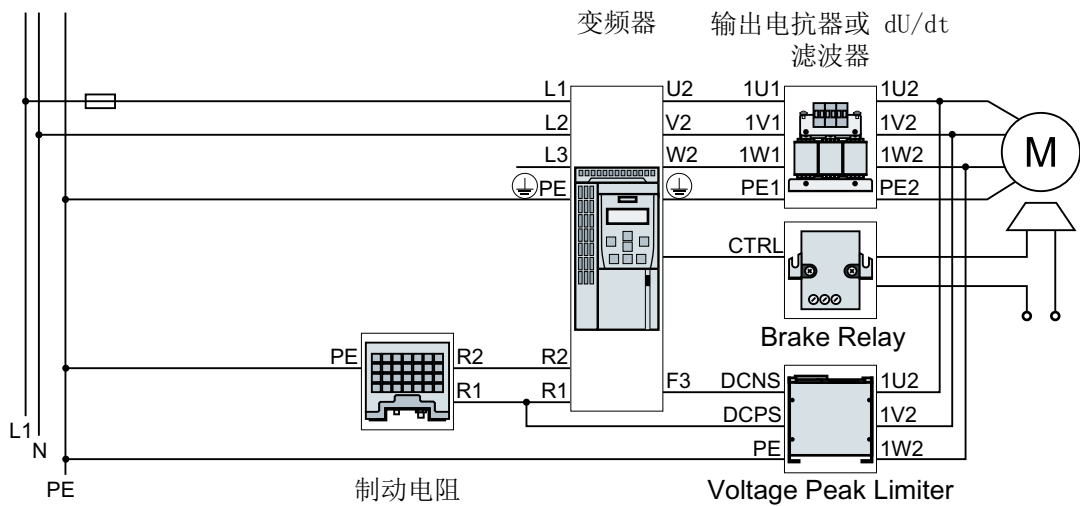 变频器
输出电抗器或 dU/dt
滤波器
L1 U2 1U1 1U2
L2 V2 1V1 1V2
L3 W2 1W1 1W2
PE PE1 PE2
M
CTRL
Brake Relay
PE R2 R2
R1 R1
F3 DCNS 1U2
DCPS 1V2
PE 1W2
L1
N
PE
制动电阻
Voltage Peak Limiter